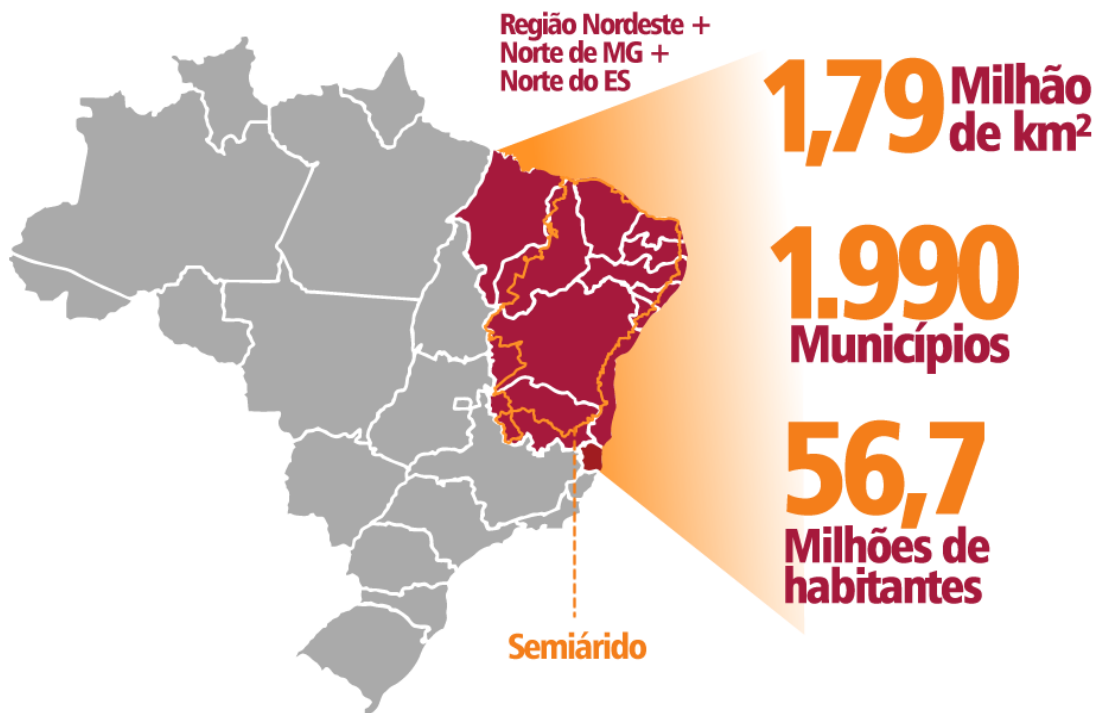 Região Nordeste +
Norte de MG +
Norte do ES
1,79 Milhão
de km²
1.990
Municípios
56,7
Milhões de
habitantes
Semiárido